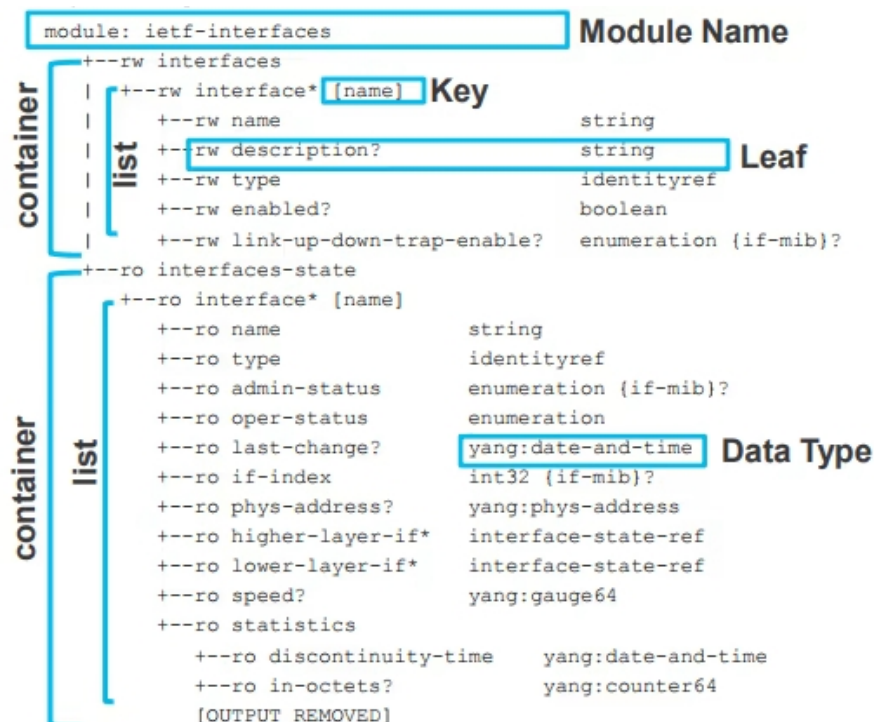 module: ietf-interfaces Module Name
+--rw interfaces
| +--rw interface* [name] Key
| +--rw name string
| +--rw description? string Leaf
| +--rw type identityref
| +--rw enabled? boolean
| +--rw link-up-down-trap-enable? enumeration {if-mib}?
container
list
+--ro interfaces-state
+--ro interface* [name]
+--ro name string
+--ro type identityref
+--ro admin-status enumeration {if-mib}?
+--ro oper-status enumeration
+--ro last-change? yang:date-and-time Data Type
+--ro if-index int32 {if-mib}?
+--ro phys-address? yang:phys-address
+--ro higher-layer-if* interface-state-ref
+--ro lower-layer-if* interface-state-ref
+--ro speed? yang:gauge64
+--ro statistics
+--ro discontinuity-time yang:date-and-time
+--ro in-octets? yang:counter64
[OUTPUT REMOVED]
container
list